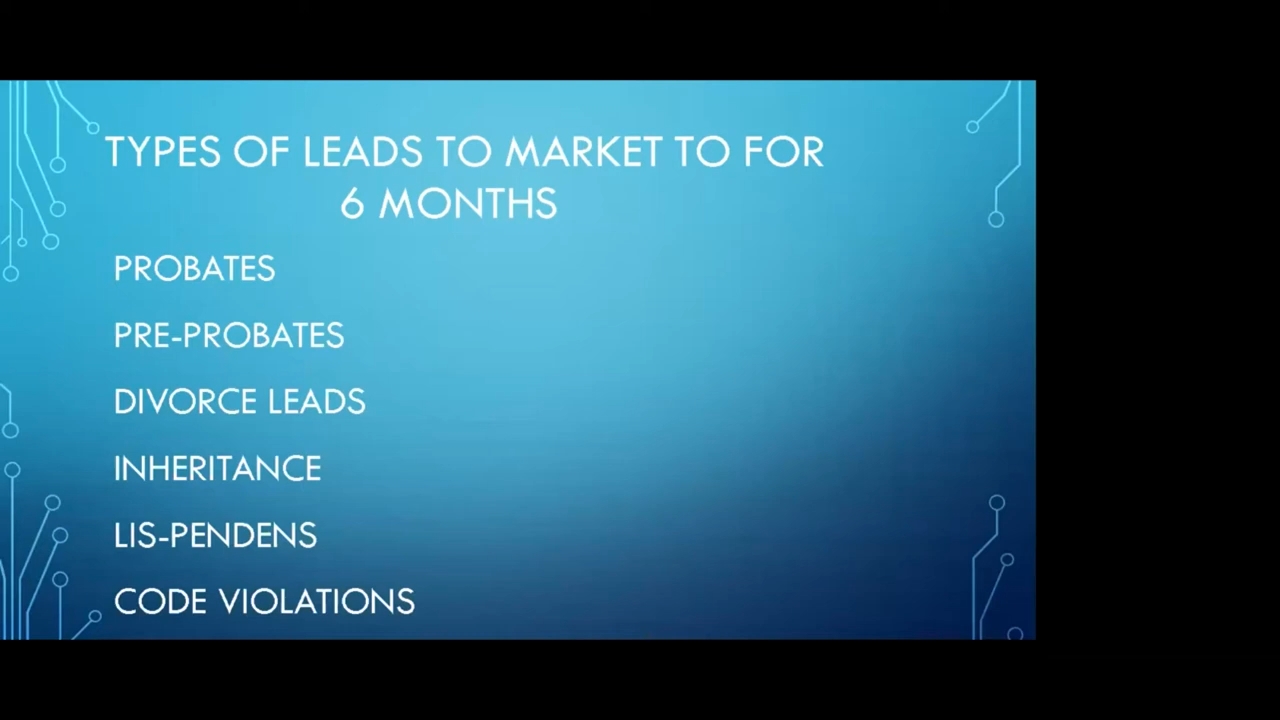 TYPES OF LEADS TO MARKET TO FOR
6 MONTHS
PROBATES
PRE-PROBATES
DIVORCE LEADS
INHERITANCE
LIS-PENDENS
CODE VIOLATIONS